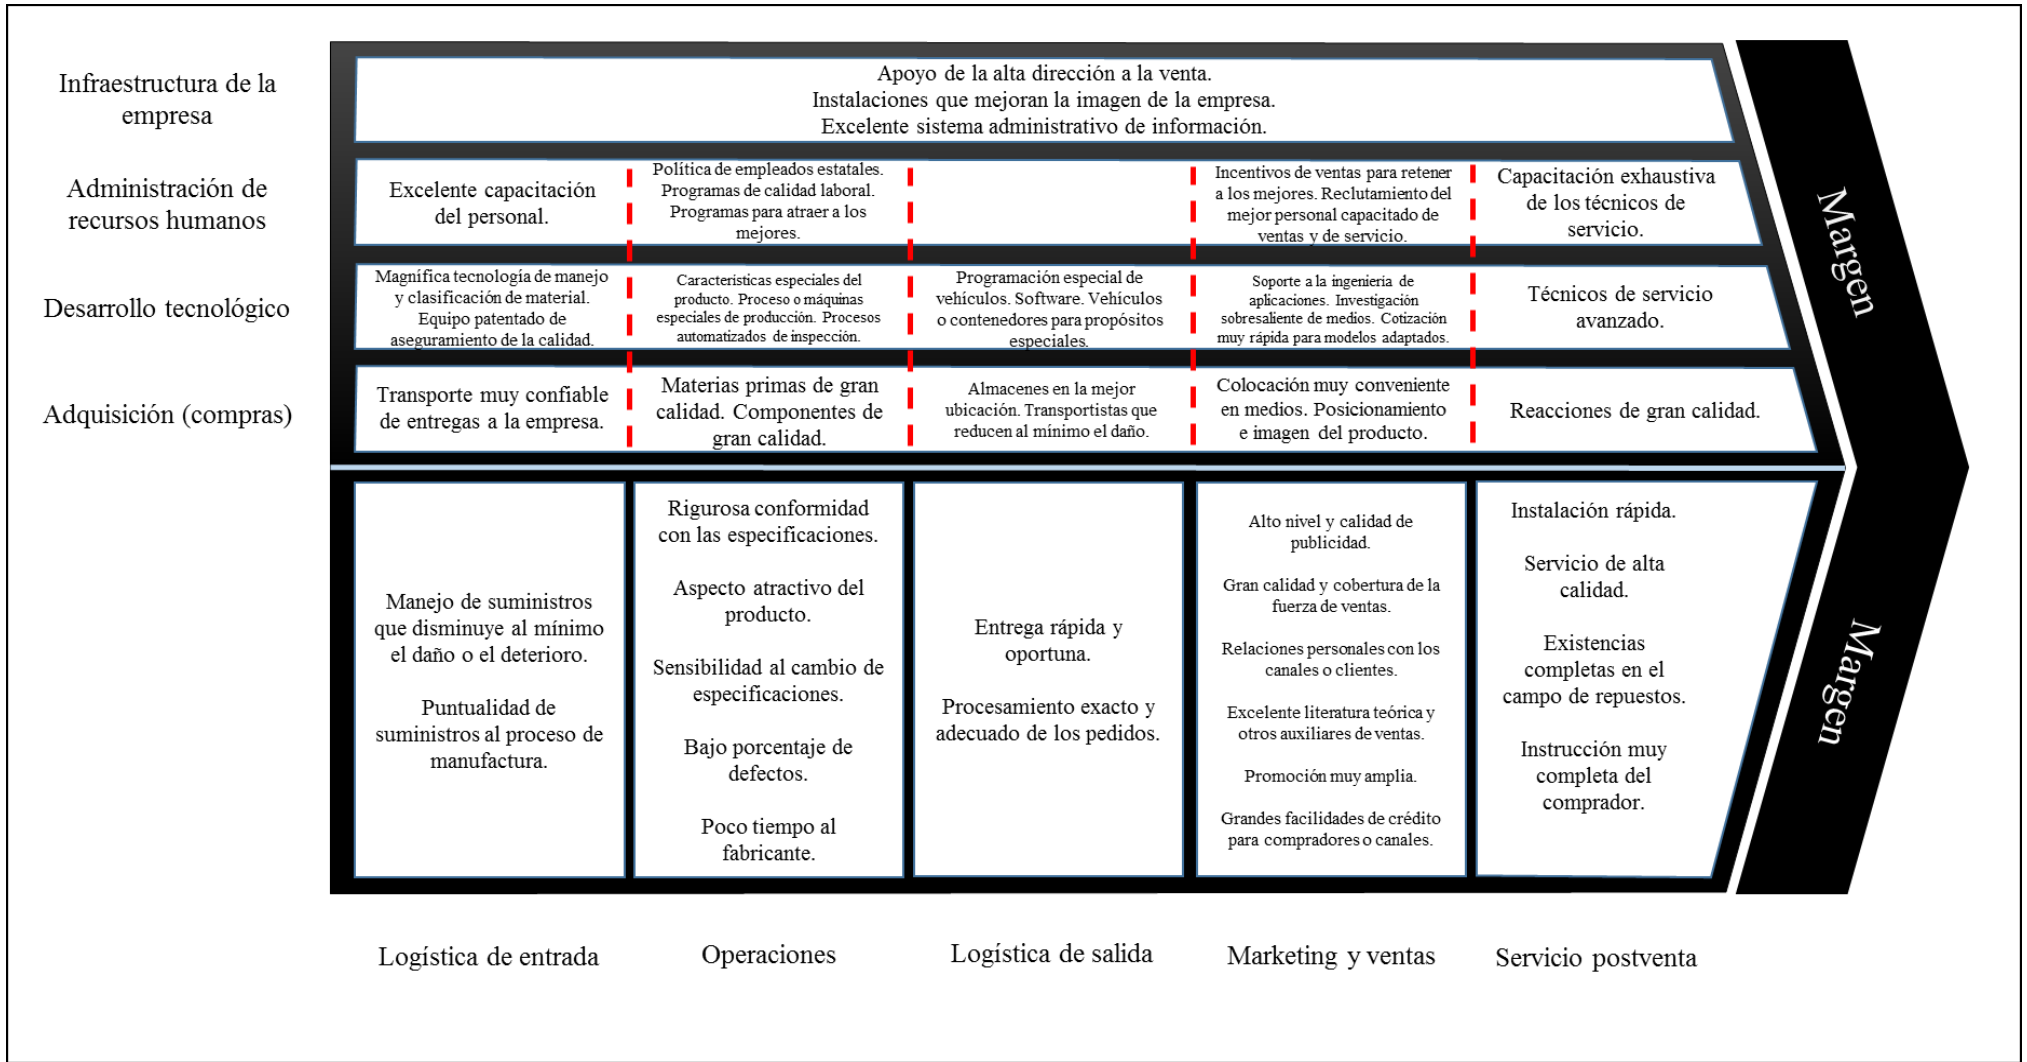 Infraestructura de la
empresa
Apoyo de la alta dirección a la venta.
Instalaciones que mejoran la imagen de la empresa.
Excelente sistema administrativo de información.
Administración de
recursos humanos
Excelente capacitación
del personal.
Política de empleados estatales.
Programas de calidad laboral.
Programas para atraer a los
mejores.
Incentivos de ventas para retener
a los mejores. Reclutamiento del
mejor personal capacitado de
ventas y de servicio.
Capacitación exhaustiva
de los técnicos de
servicio.
Desarrollo tecnológico
Magnífica tecnología de manejo
y clasificación de material.
Equipo patentado de
aseguramiento de la calidad.
Características especiales del
producto. Proceso o máquinas
especiales de producción. Procesos
automatizados de inspección.
Programación especial de
vehículos. Software. Vehículos
o contenedores para propósitos
especiales.
Soporte a la ingeniería de
aplicaciones. Investigación
sobresaliente de medios. Cotización
muy rápida para modelos adaptados.
Técnicos de servicio
avanzado.
Adquisición (compras)
Transporte muy confiable
de entregas a la empresa.
Materias primas de gran
calidad. Componentes de
gran calidad.
Almacenes en la mejor
ubicación. Transportistas que
reducen al mínimo el daño.
Colocación muy conveniente
en medios. Posicionamiento
e imagen del producto.
Reacciones de gran calidad.
Margen
Manejo de suministros
que disminuye al mínimo
el daño o el deterioro.
Puntualidad de
suministros al proceso de
manufactura.
Rigurosa conformidad
con las especificaciones.
Aspecto atractivo del
producto.
Sensibilidad al cambio de
especificaciones.
Bajo porcentaje de
defectos.
Poco tiempo al
fabricante.
Entrega rápida y
oportuna.
Procesamiento exacto y
adecuado de los pedidos.
Alto nivel y calidad de
publicidad.
Gran calidad y cobertura de la
fuerza de ventas.
Relaciones personales con los
canales o clientes.
Excelente literatura teórica y
otros auxiliares de ventas.
Promoción muy amplia.
Grandes facilidades de crédito
para compradores o canales.
Instalación rápida.
Servicio de alta
calidad.
Existencias
completas en el
campo de repuestos.
Instrucción muy
completa del
comprador.
Margen
Logística de entrada
Operaciones
Logística de salida
Marketing y ventas
Servicio postventa